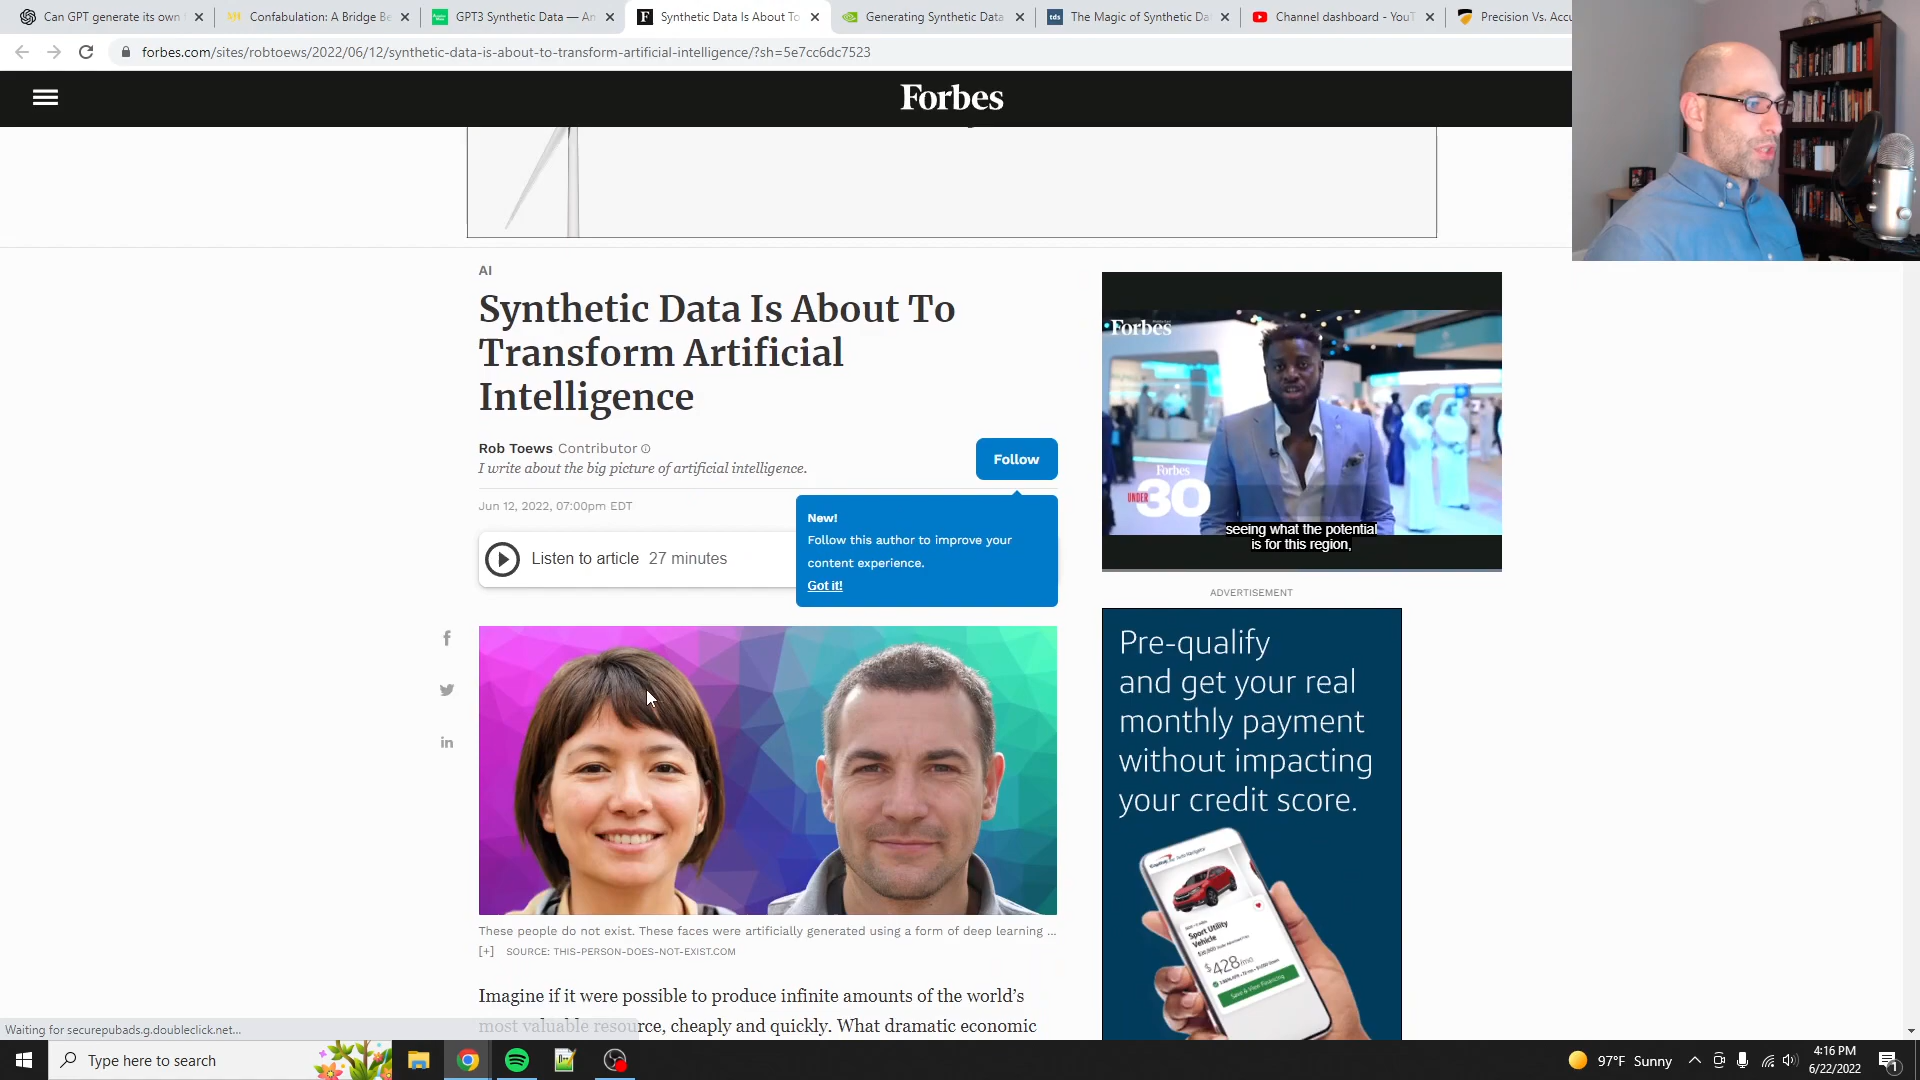 Can GPT generate its own
Confabulation: A Bridge Be
GPT3 Synthetic Data — An
Synthetic Data Is About To
Generating Synthetic Data
The Magic of Synthetic Da
Channel dashboard - YouT
Precision Vs. Accu
forbes.com/sites/robtoews/2022/06/12/synthetic-data-is-about-to-transform-artificial-intelligence/?sh=5e7cc6dc7523
Forbes
AI
Synthetic Data Is About To
Transform Artificial
Intelligence
Rob Toews Contributor
I write about the big picture of artificial intelligence.
Follow
Jun 12, 2022, 07:00pm EDT
New!
Follow this author to improve your
content experience.
Got it!
Listen to article 27 minutes
Forbes
Forbes
UNDER 30
seeing what the potential
is for this region,
ADVERTISEMENT
Pre-qualify
and get your real
monthly payment
without impacting
your credit score.
Sport Utility
Vehicle
$428/mo
Save & View Financing
These people do not exist. These faces were artificially generated using a form of deep learning ...
[+] SOURCE: THIS-PERSON-DOES-NOT-EXIST.COM
Imagine if it were possible to produce infinite amounts of the world's
most valuable resource, cheaply and quickly. What dramatic economic
Waiting for securepubads.g.doubleclick.net...
Type here to search
97°F Sunny
4:16 PM
6/22/2022
1